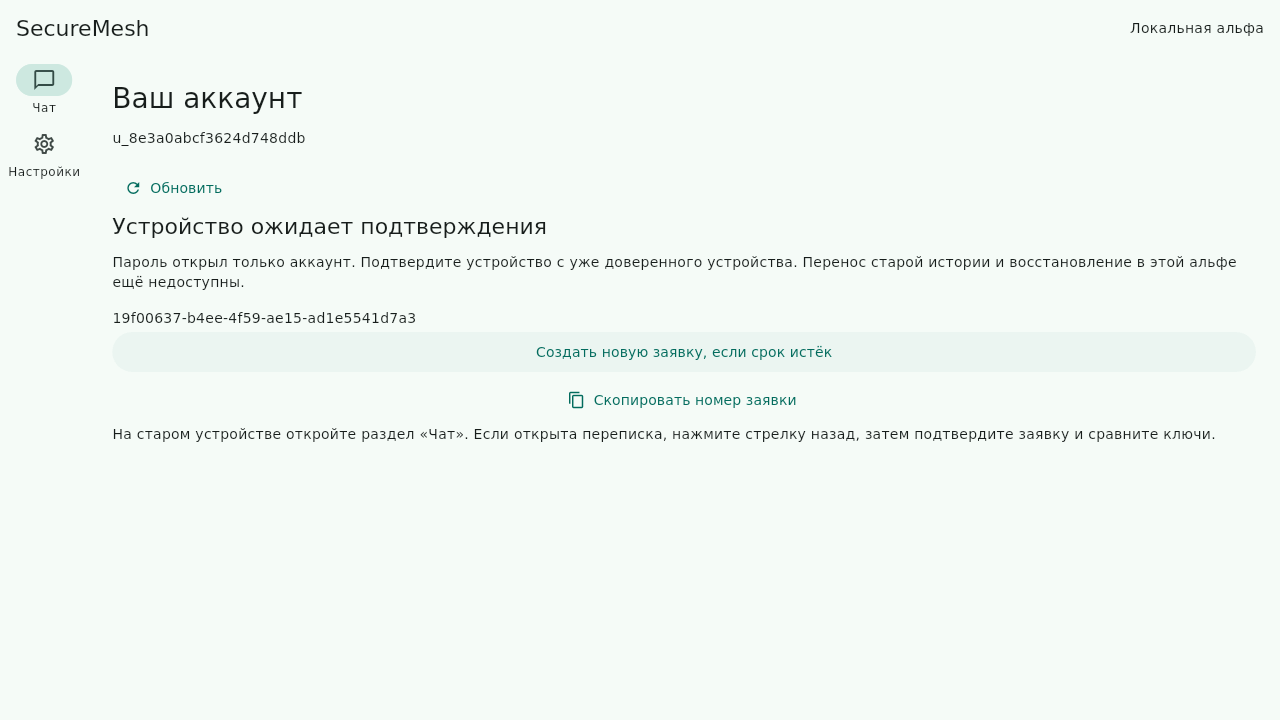 SecureMesh
Локальная альфа
Чат
Настройки
Ваш аккаунт
u_8e3a0abcf3624d748ddb
Обновить
Устройство ожидает подтверждения
Пароль открыл только аккаунт. Подтвердите устройство с уже доверенного устройства. Перенос старой истории и восстановление в этой альфе
ещё недоступны.
19f00637-b4ee-4f59-ae15-ad1e5541d7a3
Создать новую заявку, если срок истёк
Скопировать номер заявки
На старом устройстве откройте раздел «Чат». Если открыта переписка, нажмите стрелку назад, затем подтвердите заявку и сравните ключи.